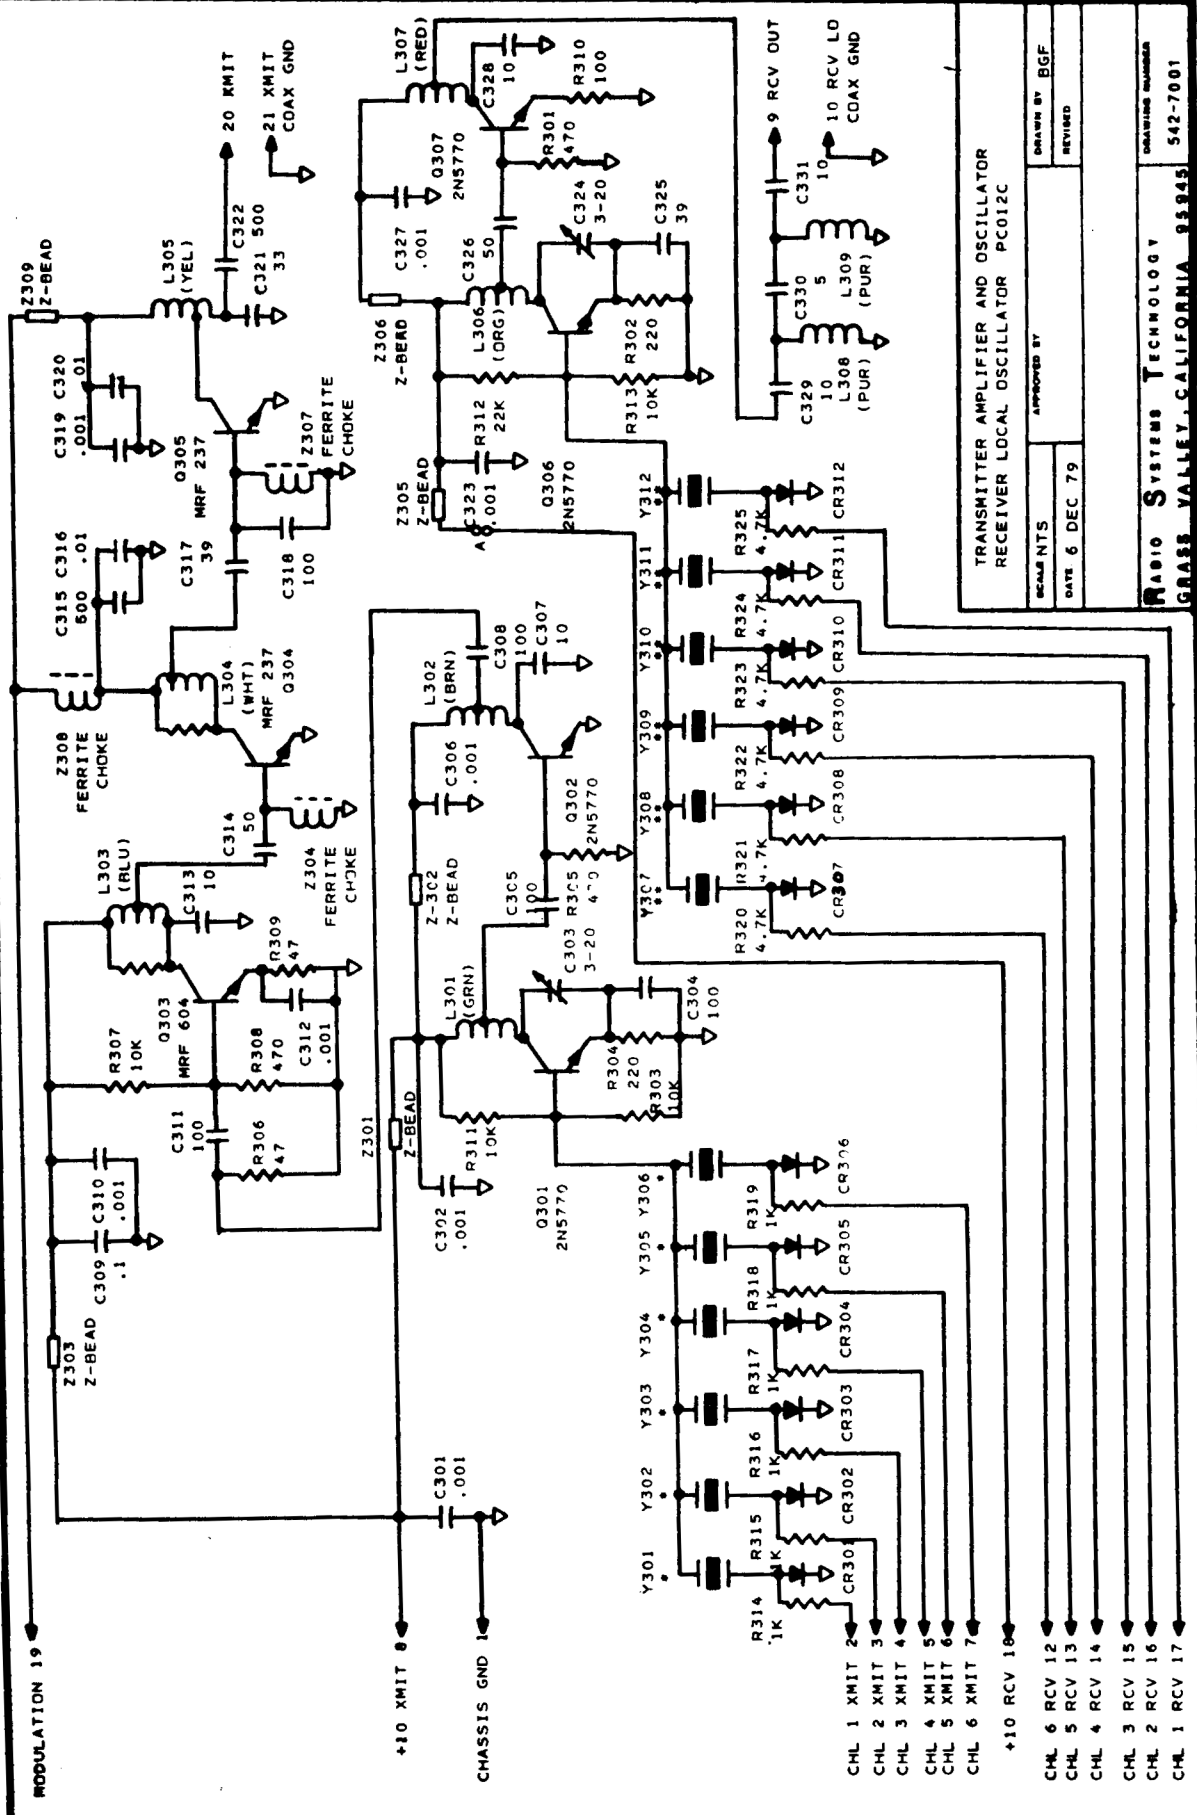 MODULATION 19
+10 XMIT 8
CHASSIS GND 1
CHL 1 XMIT 2
CHL 2 XMIT 3
CHL 3 XMIT 4
CHL 4 XMIT 5
CHL 5 XMIT 6
CHL 6 XMIT 7
+10 RCV 18
CHL 6 RCV 12
CHL 5 RCV 13
CHL 4 RCV 14
CHL 3 RCV 15
CHL 2 RCV 16
CHL 1 RCV 17
Z303
Z-BEAD
C309
.1
C310
.001
R307
10K
C311
100
R306
47
R308
470
Q303
MRF 604
C312
.001
R309
47
L303
(BLU)
C313
10
C314
50
Z304
FERRITE
CHOKE
Z308
FERRITE
CHOKE
L304
(WHT)
MRF 237
Q304
C315
500
C316
.01
C317
39
C318
100
Q305
MRF 237
Z307
FERRITE
CHOKE
C319
.001
C320
.01
Z309
Z-BEAD
L305
(YEL)
C322
500
C321
33
20 XMIT
21 XMIT
COAX GND
C301
.001
Z301
Z-BEAD
C302
.001
R311
10K
Q301
2N5770
L301
(GRN)
R304
220
R303
10K
C303
3-20
C304
100
Z-302
Z-BEAD
C305
100
R305
470
C306
.001
Q302
2N5770
L302
(BRN)
C308
100
C307
10
Z305
Z-BEAD
C323
.001
A
R312
22K
Q306
2N5770
Z306
Z-BEAD
L306
(ORG)
R313
10K
R302
220
C324
3-20
C325
39
C326
50
C327
.001
Q307
2N5770
L307
(RED)
C328
10
R301
470
R310
100
C329
10
L308
(PUR)
C330
5
L309
(PUR)
C331
10
9 RCV OUT
10 RCV LO
COAX GND
Y301
*
Y302
*
Y303
*
Y304
*
Y305
*
Y306
*
R314
1K
R315
1K
R316
1K
R317
1K
R318
1K
R319
1K
CR301
CR302
CR303
CR304
CR305
CR306
Y307
**
Y308
**
Y309
**
Y310
**
Y311
**
Y312
**
R320
4.7K
R321
4.7K
R322
4.7K
R323
4.7K
R324
4.7K
R325
4.7K
CR307
CR308
CR309
CR310
CR311
CR312
TRANSMITTER AMPLIFIER AND OSCILLATOR
RECEIVER LOCAL OSCILLATOR PC012C
SCALE NTS
APPROVED BY
DRAWN BY BGF
DATE 6 DEC 79
REVISED
RADIO SYSTEMS TECHNOLOGY
GRASS VALLEY, CALIFORNIA 95945
DRAWING NUMBER
542-7001